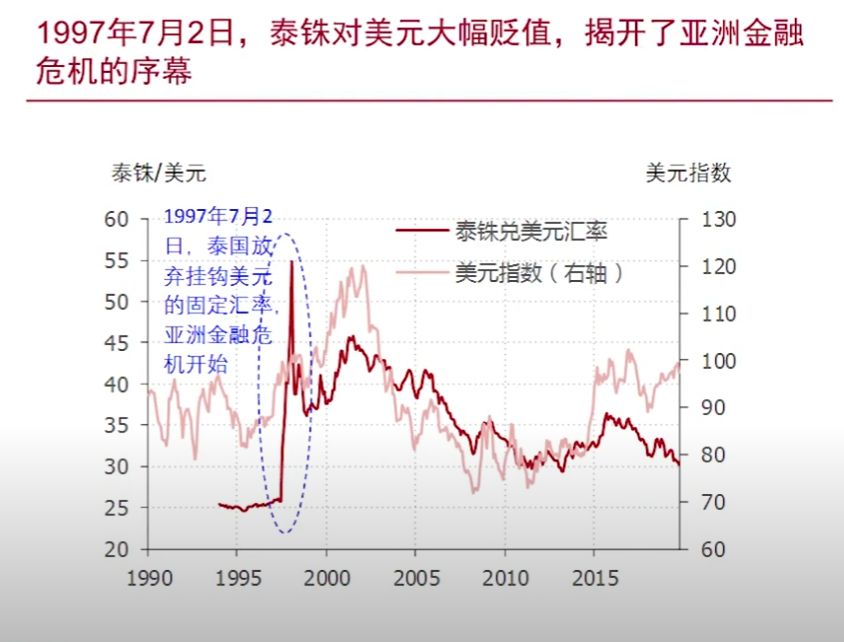 1997年7月2日，泰铢对美元大幅贬值，揭开了亚洲金融
危机的序幕
泰铢/美元
美元指数
1997年7月2
日，泰国放
弃挂钩美元
的固定汇率，
亚洲金融危
机开始
泰铢兑美元汇率
美元指数（右轴）
60
55
50
45
40
35
30
25
20
130
120
110
100
90
80
70
60
1990
1995
2000
2005
2010
2015